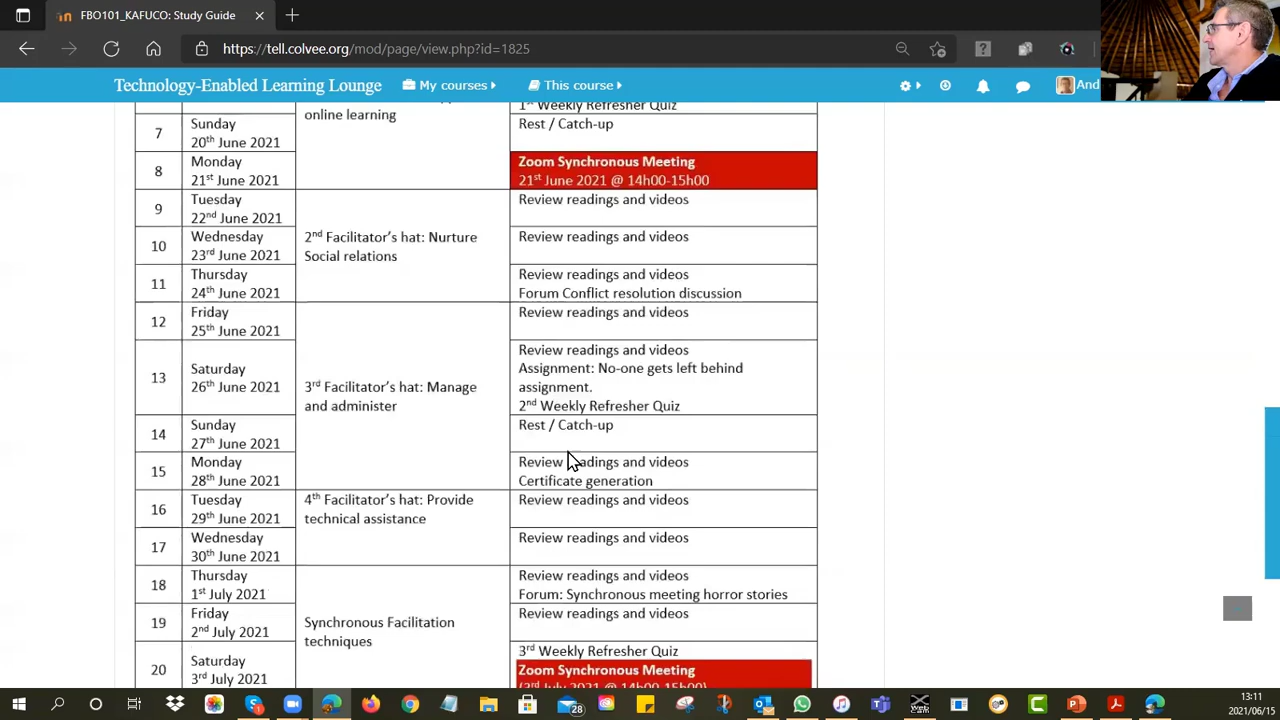 FBO101_KAFUCO: Study Guide
https://tell.colvee.org/mod/page/view.php?id=1825
Technology-Enabled Learning Lounge
My courses
This course
And
online learning
1st Weekly Refresher Quiz
7
Sunday
20th June 2021
Rest / Catch-up
8
Monday
21st June 2021
Zoom Synchronous Meeting
21st June 2021 @ 14h00-15h00
9
Tuesday
22nd June 2021
2nd Facilitator's hat: Nurture
Social relations
Review readings and videos
10
Wednesday
23rd June 2021
Review readings and videos
11
Thursday
24th June 2021
Review readings and videos
Forum Conflict resolution discussion
12
Friday
25th June 2021
3rd Facilitator's hat: Manage
and administer
Review readings and videos
13
Saturday
26th June 2021
Review readings and videos
Assignment: No-one gets left behind
assignment.
2nd Weekly Refresher Quiz
14
Sunday
27th June 2021
Rest / Catch-up
15
Monday
28th June 2021
Review readings and videos
Certificate generation
16
Tuesday
29th June 2021
4th Facilitator's hat: Provide
technical assistance
Review readings and videos
17
Wednesday
30th June 2021
Review readings and videos
18
Thursday
1st July 2021
Synchronous Facilitation
techniques
Review readings and videos
Forum: Synchronous meeting horror stories
19
Friday
2nd July 2021
Review readings and videos
20
Saturday
3rd July 2021
3rd Weekly Refresher Quiz
Zoom Synchronous Meeting
(3rd July 2021 @ 14h00-15h00)
28
13:11
2021/06/15